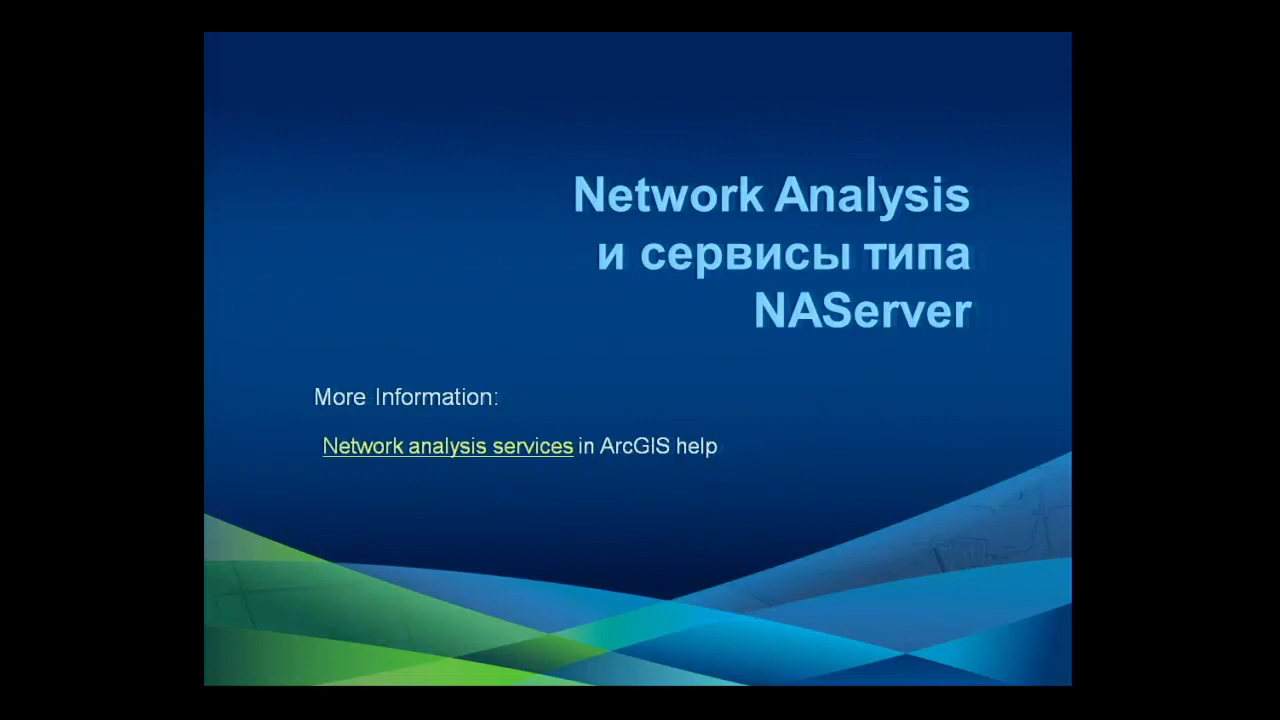 Network Analysis
и сервисы типа
NAServer
More Information:
Network analysis services in ArcGIS help